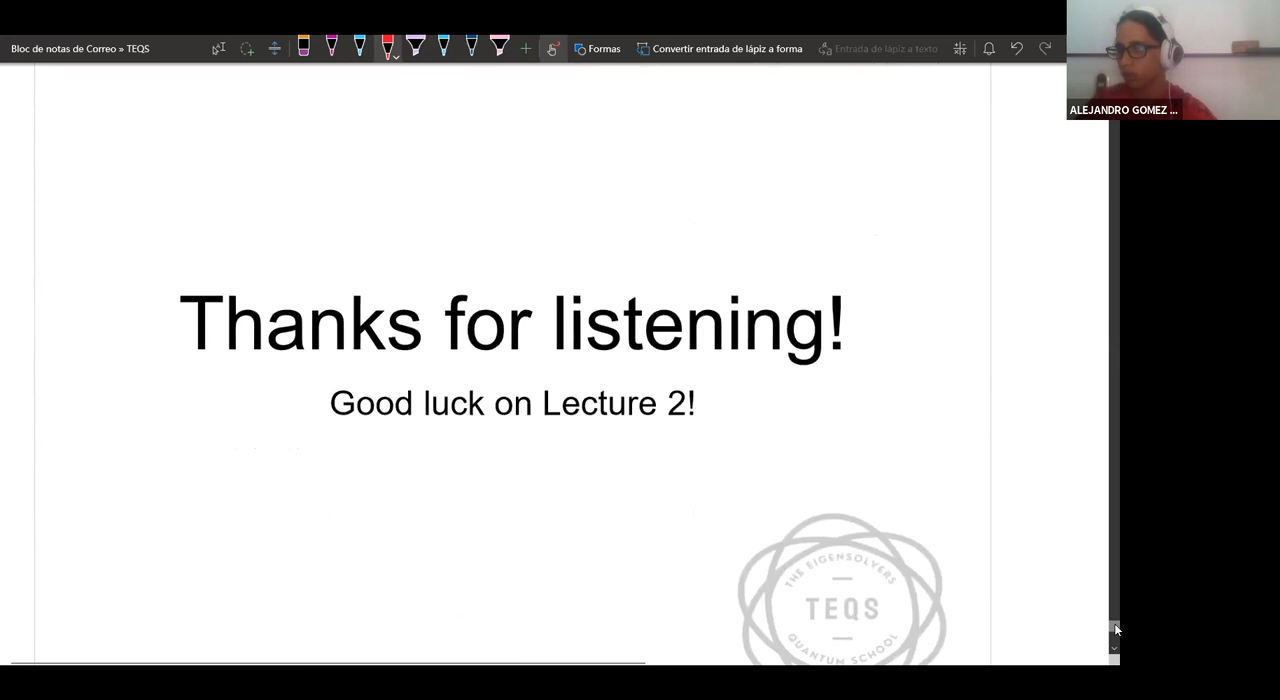 Bloc de notas de Correo » TEQS
Formas
Convertir entrada de lápiz a forma
Entrada de lápiz a texto
ALEJANDRO GOMEZ ...
Thanks for listening!
Good luck on Lecture 2!
THE EIGENSOLVERS
TEQS
QUANTUM SCHOOL